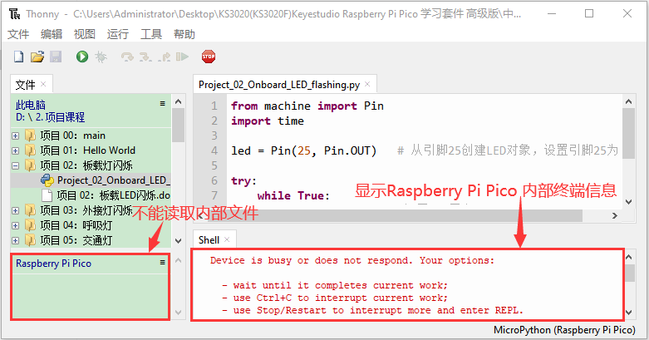 Thonny - C:\Users\Administrator\Desktop\KS3020(KS3020F)Keyestudio Raspberry Pi Pico 学习套件 高级版\中...
文件 编辑 视图 运行 工具 帮助
STOP
文件
此电脑
D: \ 2. 项目课程
项目 00：main
项目 01：Hello World
项目 02：板载灯闪烁
Project_02_Onboard_LED_
项目 02：板载LED闪烁.do
项目 03：外接灯闪烁
项目 04：呼吸灯
项目 05：交通灯
不能读取内部文件
Raspberry Pi Pico
Project_02_Onboard_LED_flashing.py
1 from machine import Pin
2 import time
3
4 led = Pin(25, Pin.OUT) # 从引脚25创建LED对象，设置引脚25为
5
6 try:
7 while True:
显示Raspberry Pi Pico 内部终端信息
Shell
Device is busy or does not respond. Your options:
- wait until it completes current work;
- use Ctrl+C to interrupt current work;
- use Stop/Restart to interrupt more and enter REPL.
MicroPython (Raspberry Pi Pico)